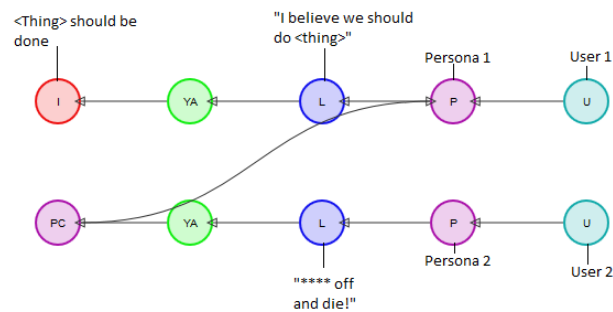 <Thing> should be
done
"I believe we should
do <thing>"
Persona 1
User 1
I
YA
L
P
U
PC
YA
L
P
U
"**** off
and die!"
Persona 2
User 2